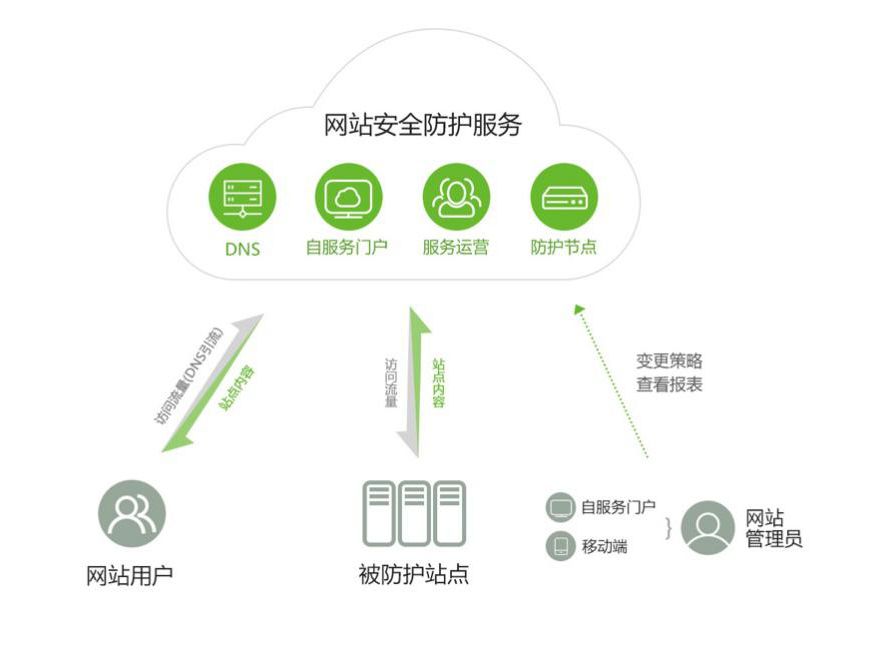 网站安全防护服务
DNS
自服务门户
服务运营
防护节点
访问流量(DNS引流)
站点内容
访问流量
站点内容
变更策略
查看报表
网站用户
被防护站点
自服务门户
移动端
}
网站
管理员